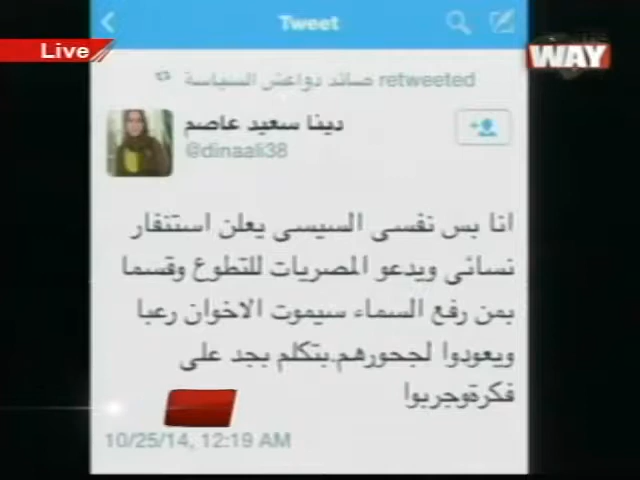 Tweet
Live
WAY
صائد دواعش السياسة retweeted
دينا سعيد عاصم
@dinaali38
انا بس نفسى السيسى يعلن استنفار
نسائى ويدعو المصريات للتطوع وقسما
بمن رفع السماء سيموت الاخوان رعبا
ويعودوا لجحورهم.بتكلم بجد على
فكرةوجربوا
10/25/14, 12:19 AM